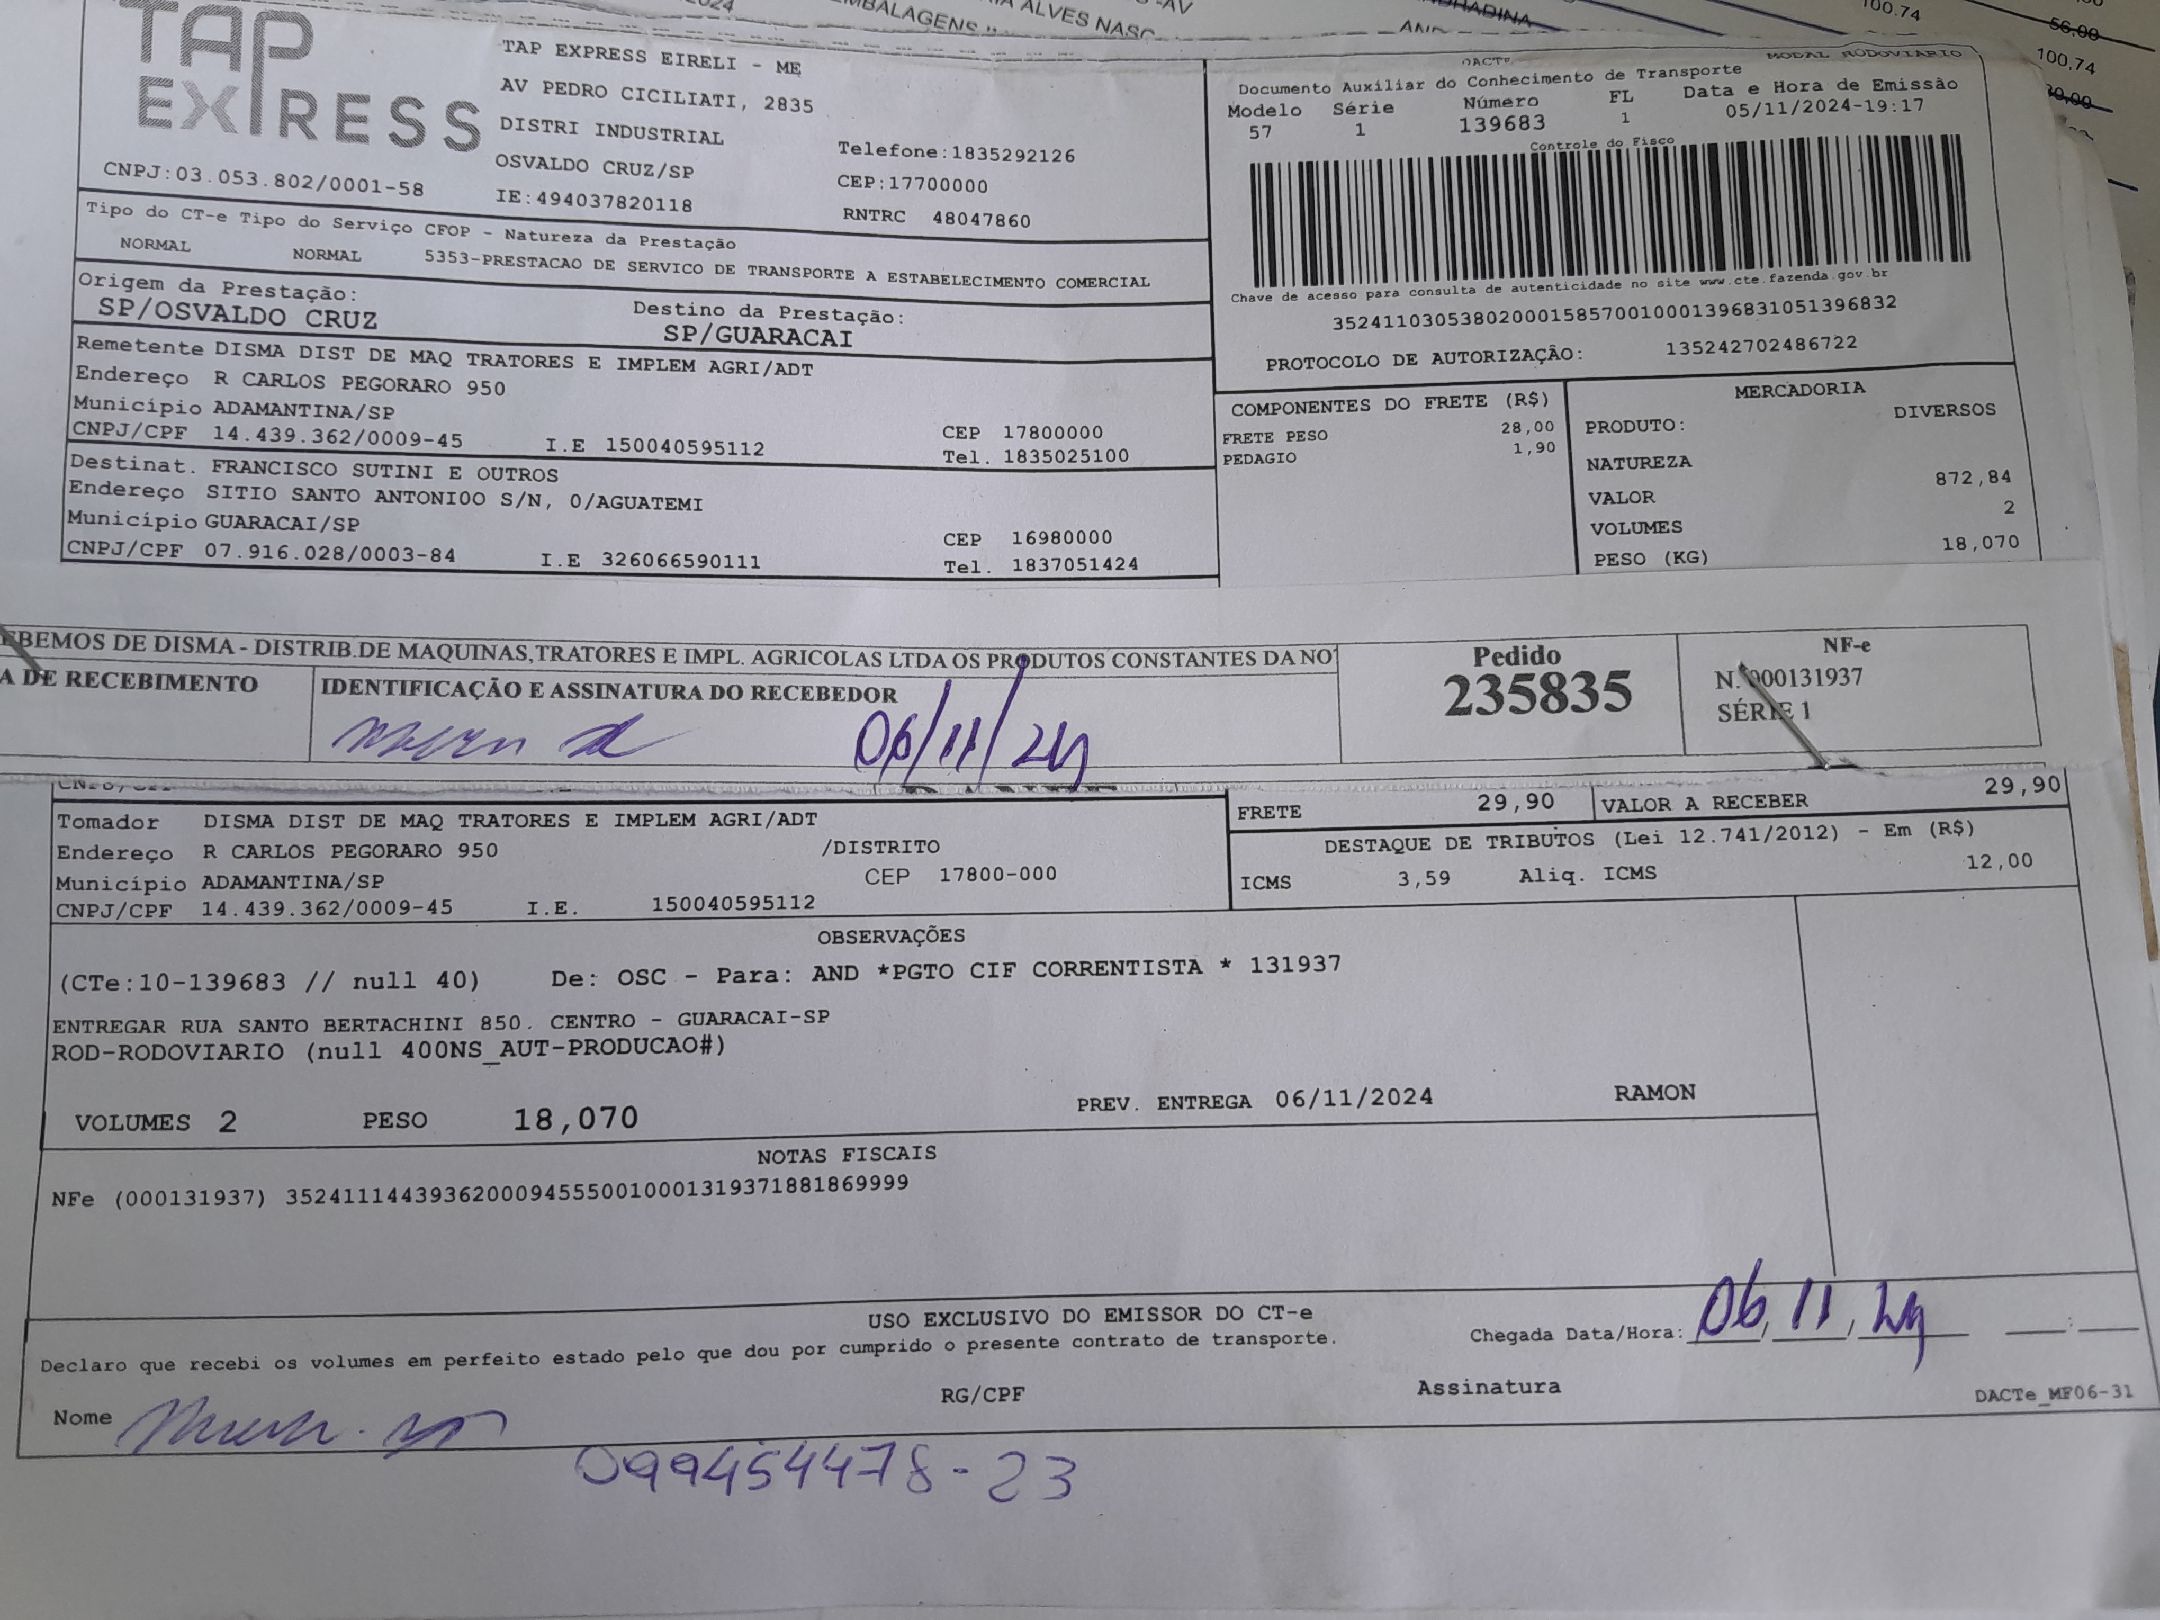 2024
MBALAGENS
ALVES NASC
-AV
100.74
56,00
100,74
TAP
EXPRESS
TAP EXPRESS EIRELI - ME
AV PEDRO CICILIATI, 2835
DISTRI INDUSTRIAL
OSVALDO CRUZ/SP
IE:494037820118
CNPJ:03.053.802/0001-58
Telefone:1835292126
CEP:17700000
RNTRC 48047860
DACTe
MODAL RODOVIARIO
Documento Auxiliar do Conhecimento de Transporte
Modelo Série Número FL Data e Hora de Emissão
57 1 139683 1 05/11/2024-19:17
Controle do Fisco
Chave de acesso para consulta de autenticidade no site www.cte.fazenda.gov.br
35241103053802000158570010001396831051396832
PROTOCOLO DE AUTORIZAÇÃO: 135242702486722
Tipo do CT-e Tipo do Serviço CFOP - Natureza da Prestação
NORMAL NORMAL 5353-PRESTACAO DE SERVICO DE TRANSPORTE A ESTABELECIMENTO COMERCIAL
Origem da Prestação: Destino da Prestação:
SP/OSVALDO CRUZ SP/GUARACAI
Remetente DISMA DIST DE MAQ TRATORES E IMPLEM AGRI/ADT
Endereço R CARLOS PEGORARO 950
Município ADAMANTINA/SP CEP 17800000
CNPJ/CPF 14.439.362/0009-45 I.E 150040595112 Tel. 1835025100
Destinat. FRANCISCO SUTINI E OUTROS
Endereço SITIO SANTO ANTONI0O S/N, 0/AGUATEMI
Município GUARACAI/SP CEP 16980000
CNPJ/CPF 07.916.028/0003-84 I.E 326066590111 Tel. 1837051424
COMPONENTES DO FRETE (R$)
FRETE PESO 28,00
PEDAGIO 1,90
MERCADORIA
PRODUTO: DIVERSOS
NATUREZA
VALOR 872,84
VOLUMES 2
PESO (KG) 18,070
EBEMOS DE DISMA - DISTRIB.DE MAQUINAS,TRATORES E IMPL. AGRICOLAS LTDA OS PRODUTOS CONSTANTES DA NO
A DE RECEBIMENTO
IDENTIFICAÇÃO E ASSINATURA DO RECEBEDOR
06/11/24
Pedido
235835
NF-e
N. 000131937
SÉRIE 1
FRETE 29,90 VALOR A RECEBER 29,90
DESTAQUE DE TRIBUTOS (Lei 12.741/2012) - Em (R$)
ICMS 3,59 Aliq. ICMS 12,00
Tomador DISMA DIST DE MAQ TRATORES E IMPLEM AGRI/ADT
Endereço R CARLOS PEGORARO 950 /DISTRITO
Município ADAMANTINA/SP CEP 17800-000
CNPJ/CPF 14.439.362/0009-45 I.E. 150040595112
OBSERVAÇÕES
(CTe:10-139683 // null 40) De: OSC - Para: AND *PGTO CIF CORRENTISTA * 131937
ENTREGAR RUA SANTO BERTACHINI 850. CENTRO - GUARACAI-SP
ROD-RODOVIARIO (null 400NS_AUT-PRODUCAO#)
VOLUMES 2 PESO 18,070 PREV. ENTREGA 06/11/2024 RAMON
NOTAS FISCAIS
NFe (000131937) 35241114439362000945550010001319371881869999
USO EXCLUSIVO DO EMISSOR DO CT-e
Declaro que recebi os volumes em perfeito estado pelo que dou por cumprido o presente contrato de transporte.
Chegada Data/Hora: 06, 11, 24 :
Nome RG/CPF Assinatura
DACTe_MF06-31
099454478-23